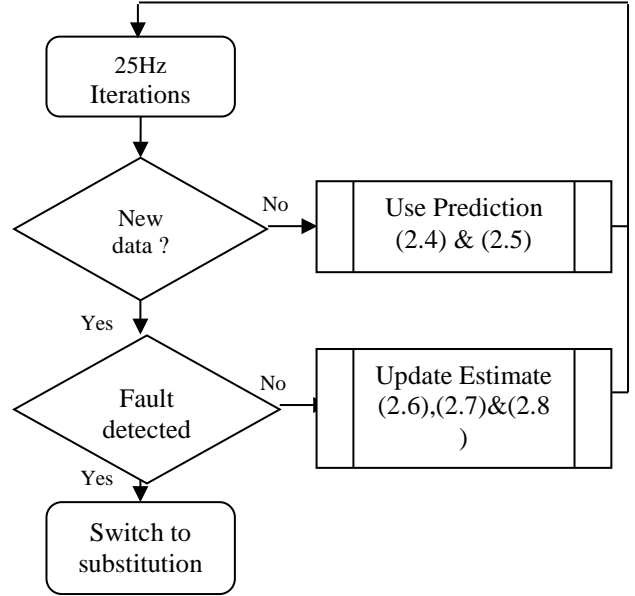 25Hz
Iterations
New
data ?
No
Use Prediction
(2.4) & (2.5)
Yes
Fault
detected
No
Update Estimate
(2.6),(2.7)&(2.8
)
Yes
Switch to
substitution